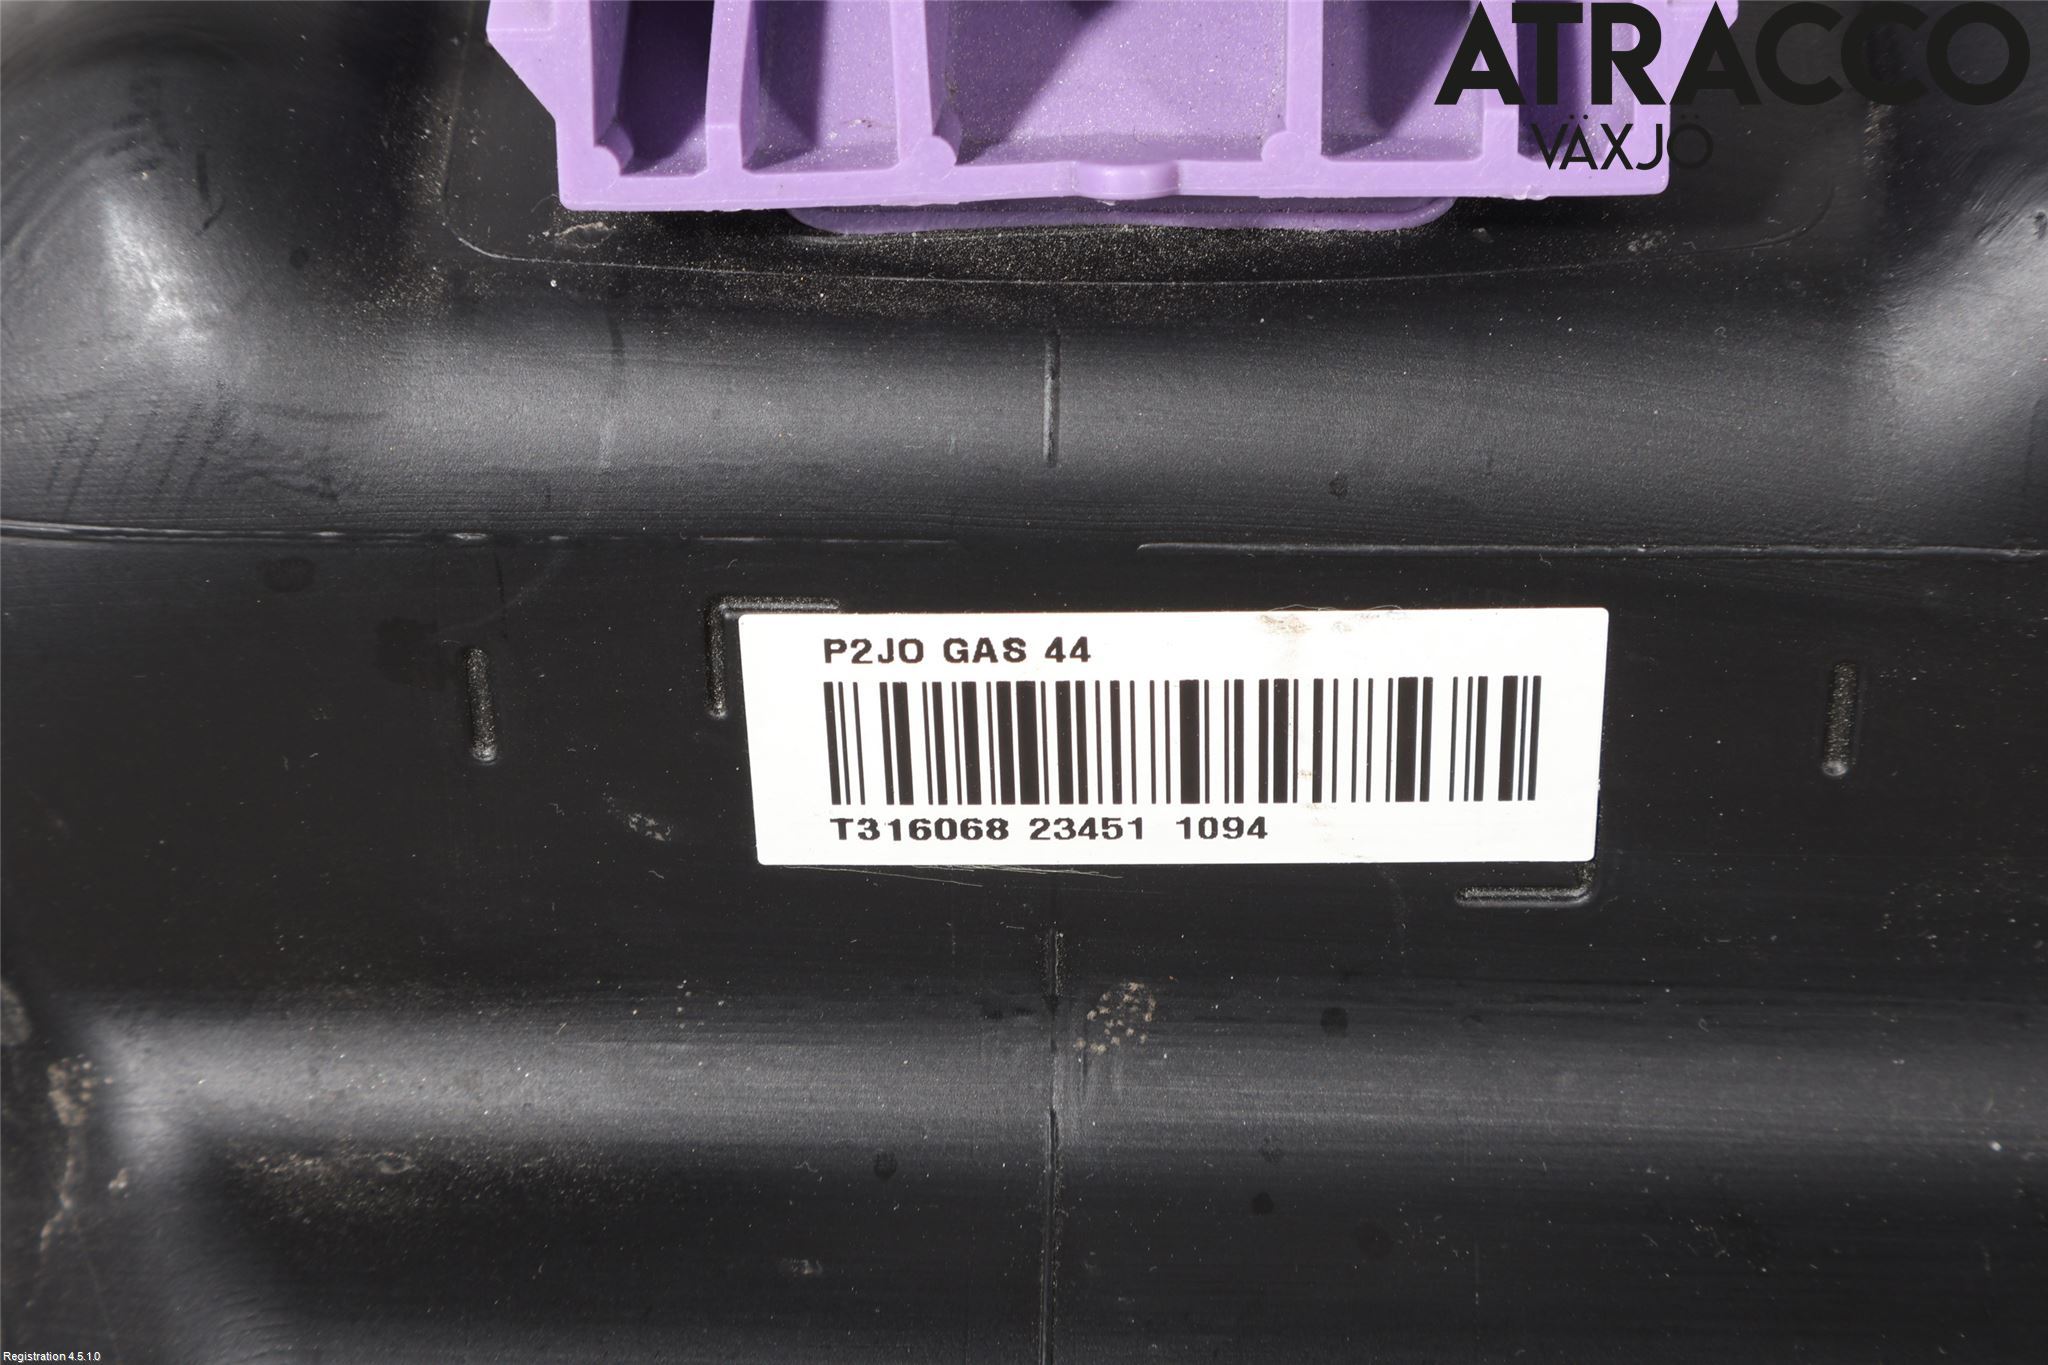 ATRACCO
VÄXJÖ
P2JO GAS 44
T316068 23451 1094
Registration 4.5.1.0